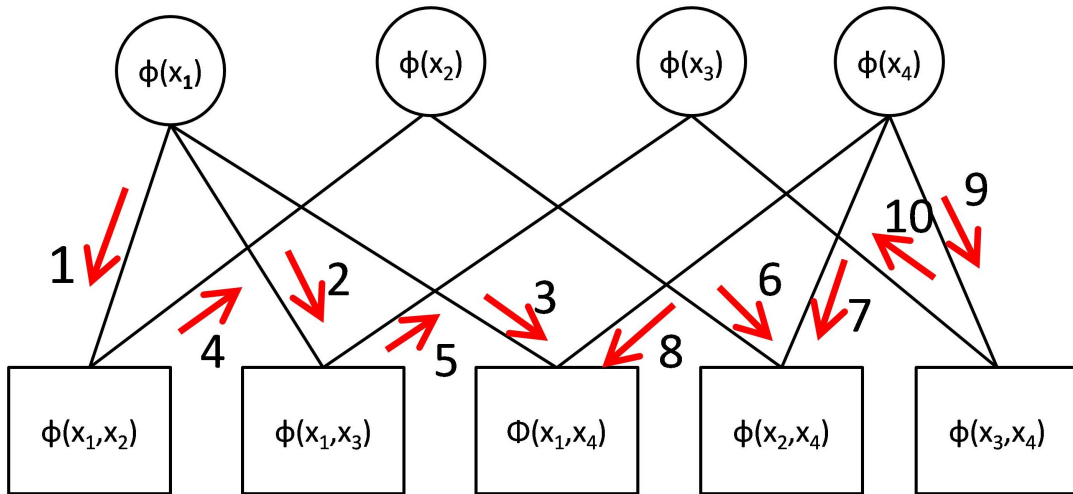 ϕ(x₁)
ϕ(x₂)
ϕ(x₃)
ϕ(x₄)
1
2
3
4
5
6
7
8
9
10
ϕ(x₁,x₂)
ϕ(x₁,x₃)
Φ(x₁,x₄)
ϕ(x₂,x₄)
ϕ(x₃,x₄)